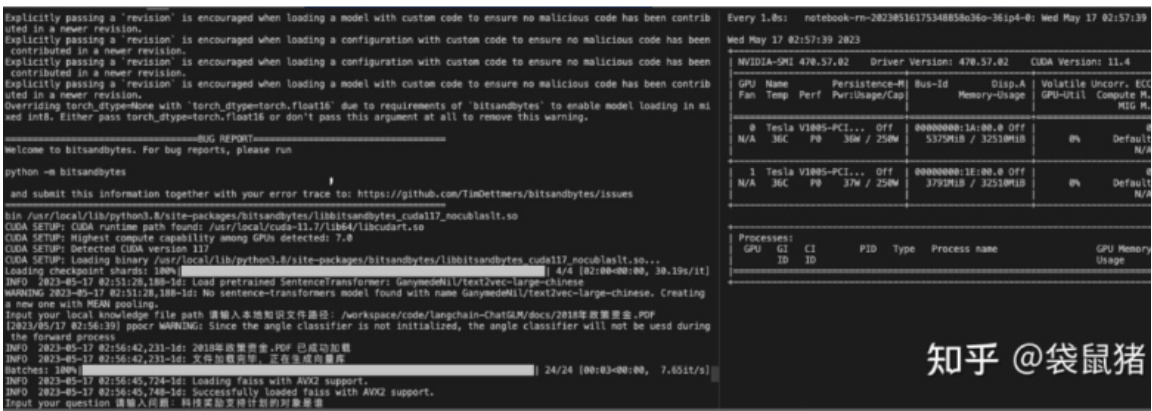 Explicitly passing a `revision` is encouraged when loading a model with custom code to ensure no malicious code has been contrib
uted in a newer revision.
Explicitly passing a `revision` is encouraged when loading a configuration with custom code to ensure no malicious code has been
contributed in a newer revision.
Explicitly passing a `revision` is encouraged when loading a configuration with custom code to ensure no malicious code has been
contributed in a newer revision.
Explicitly passing a `revision` is encouraged when loading a model with custom code to ensure no malicious code has been contrib
uted in a newer revision.
Overriding torch_dtype=None with `torch_dtype=torch.float16` due to requirements of `bitsandbytes` to enable model loading in mi
xed int8. Either pass torch_dtype=torch.float16 or don't pass this argument at all to remove this warning.
===BUG REPORT===
Welcome to bitsandbytes. For bug reports, please run
python -m bitsandbytes
and submit this information together with your error trace to: https://github.com/TimDettmers/bitsandbytes/issues
bin /usr/local/lib/python3.8/site-packages/bitsandbytes/libbitsandbytes_cuda117_nocublaslt.so
CUDA SETUP: CUDA runtime path found: /usr/local/cuda-11.7/lib64/libcudart.so
CUDA SETUP: Highest compute capability among GPUs detected: 7.0
CUDA SETUP: Detected CUDA version 117
CUDA SETUP: Loading binary /usr/local/lib/python3.8/site-packages/bitsandbytes/libbitsandbytes_cuda117_nocublaslt.so...
Loading checkpoint shards: 100%| | 4/4 [02:00<00:00, 30.19s/it]
INFO 2023-05-17 02:51:28,188-1d: Load pretrained SentenceTransformer: GanymedeNil/text2vec-large-chinese
WARNING 2023-05-17 02:51:28,188-1d: No sentence-transformers model found with name GanymedeNil/text2vec-large-chinese. Creating
a new one with MEAN pooling.
Input your local knowledge file path 请输入本地知识文件路径: /workspace/code/langchain-ChatGLM/docs/2018年政策资金.PDF
[2023/05/17 02:56:39] ppocr WARNING: Since the angle classifier is not initialized, the angle classifier will not be uesd during
the forward process
INFO 2023-05-17 02:56:42,231-1d: 2018年政策资金.PDF 已成功加载
INFO 2023-05-17 02:56:42,231-1d: 文件加载完毕, 正在生成向量库
Batches: 100%| | 24/24 [00:03<00:00, 7.65it/s]
INFO 2023-05-17 02:56:45,724-1d: Loading faiss with AVX2 support.
INFO 2023-05-17 02:56:45,748-1d: Successfully loaded faiss with AVX2 support.
Input your question 请输入问题: 科技奖励支持计划的对象是谁
Every 1.0s: notebook-rn-20230516175348858o36o-36ip4-0: Wed May 17 02:57:39
Wed May 17 02:57:39 2023
NVIDIA-SMI 470.57.02 Driver Version: 470.57.02 CUDA Version: 11.4
GPU Name Persistence-M| Bus-Id Disp.A | Volatile Uncorr. ECC
Fan Temp Perf Pwr:Usage/Cap| Memory-Usage | GPU-Util Compute M.
MIG M.
0 Tesla V100S-PCI... Off | 00000000:1A:00.0 Off | 0
N/A 36C P0 36W / 250W | 5375MiB / 32510MiB | 0% Default
N/A
1 Tesla V100S-PCI... Off | 00000000:1E:00.0 Off | 0
N/A 36C P0 37W / 250W | 3791MiB / 32510MiB | 0% Default
N/A
Processes:
GPU GI CI PID Type Process name GPU Memory
ID ID Usage
知乎 @袋鼠猪